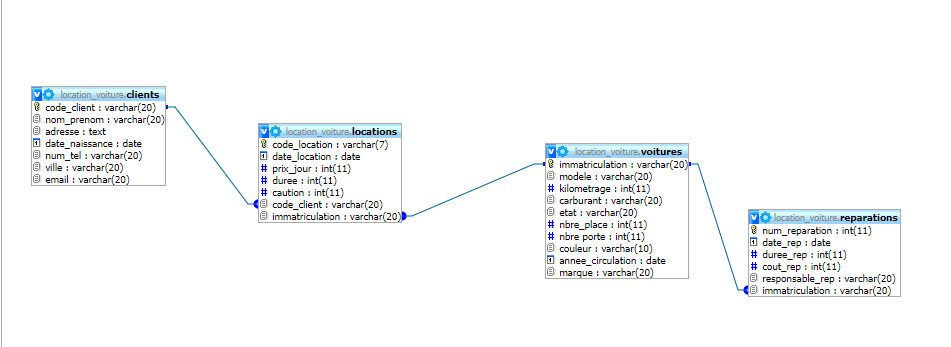 location_voiture.clients
code_client : varchar(20)
nom_prenom : varchar(20)
adresse : text
date_naissance : date
num_tel : varchar(20)
ville : varchar(20)
email : varchar(20)
location_voiture.locations
code_location : varchar(7)
date_location : date
prix_jour : int(11)
duree : int(11)
caution : int(11)
code_client : varchar(20)
immatriculation : varchar(20)
location_voiture.voitures
immatriculation : varchar(20)
modele : varchar(20)
kilometrage : int(11)
carburant : varchar(20)
etat : varchar(20)
nbre_place : int(11)
nbre porte : int(11)
couleur : varchar(10)
annee_circulation : date
marque : varchar(20)
location_voiture.reparations
num_reparation : int(11)
date_rep : date
duree_rep : int(11)
cout_rep : int(11)
responsable_rep : varchar(20)
immatriculation : varchar(20)